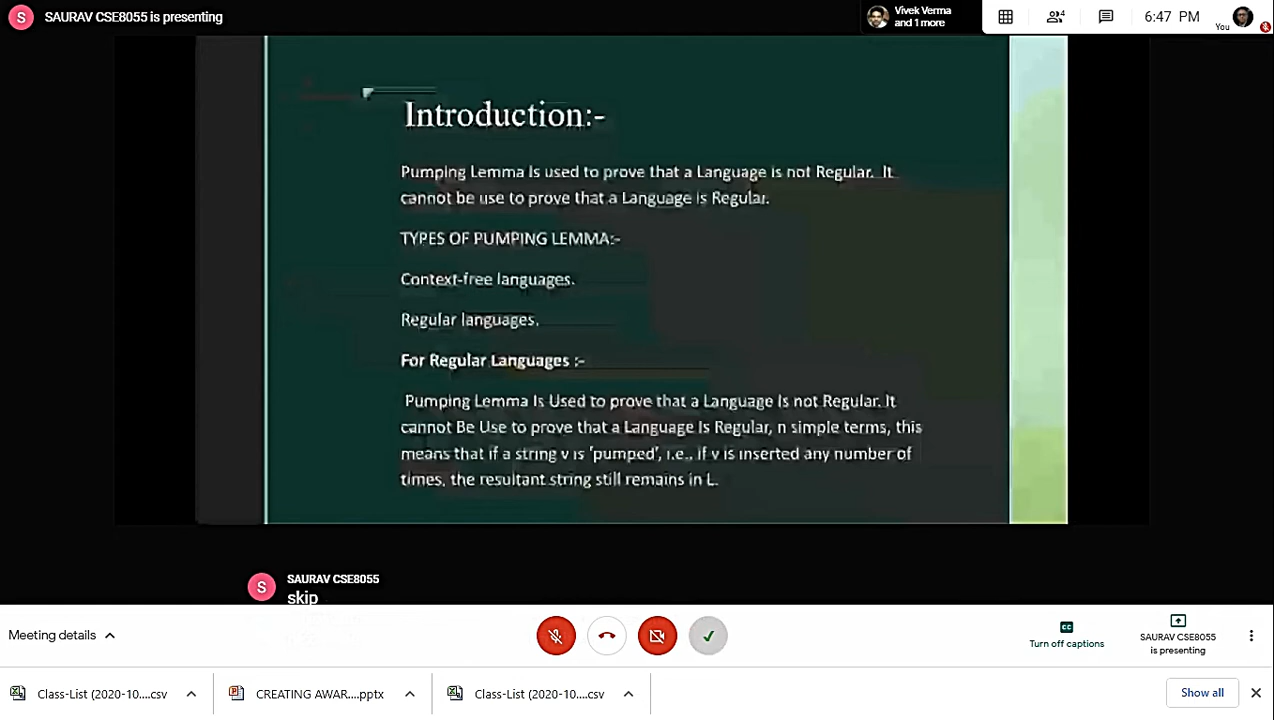 S SAURAV CSE8055 is presenting
Vivek Verma
and 1 more
4
6:47 PM
You
Introduction:-
Pumping Lemma is used to prove that a Language is not Regular. It
cannot be use to prove that a Language is Regular.
TYPES OF PUMPING LEMMA:-
Context-free languages.
Regular languages.
For Regular Languages :-
Pumping Lemma Is Used to prove that a Language Is not Regular. It
cannot Be Use to prove that a Language Is Regular, n simple terms, this
means that if a string v is 'pumped', i.e., if v is inserted any number of
times, the resultant string still remains in L.
S SAURAV CSE8055
skip
Meeting details
CC
Turn off captions
SAURAV CSE8055
is presenting
Class-List (2020-10....csv
CREATING AWAR....pptx
Class-List (2020-10....csv
Show all